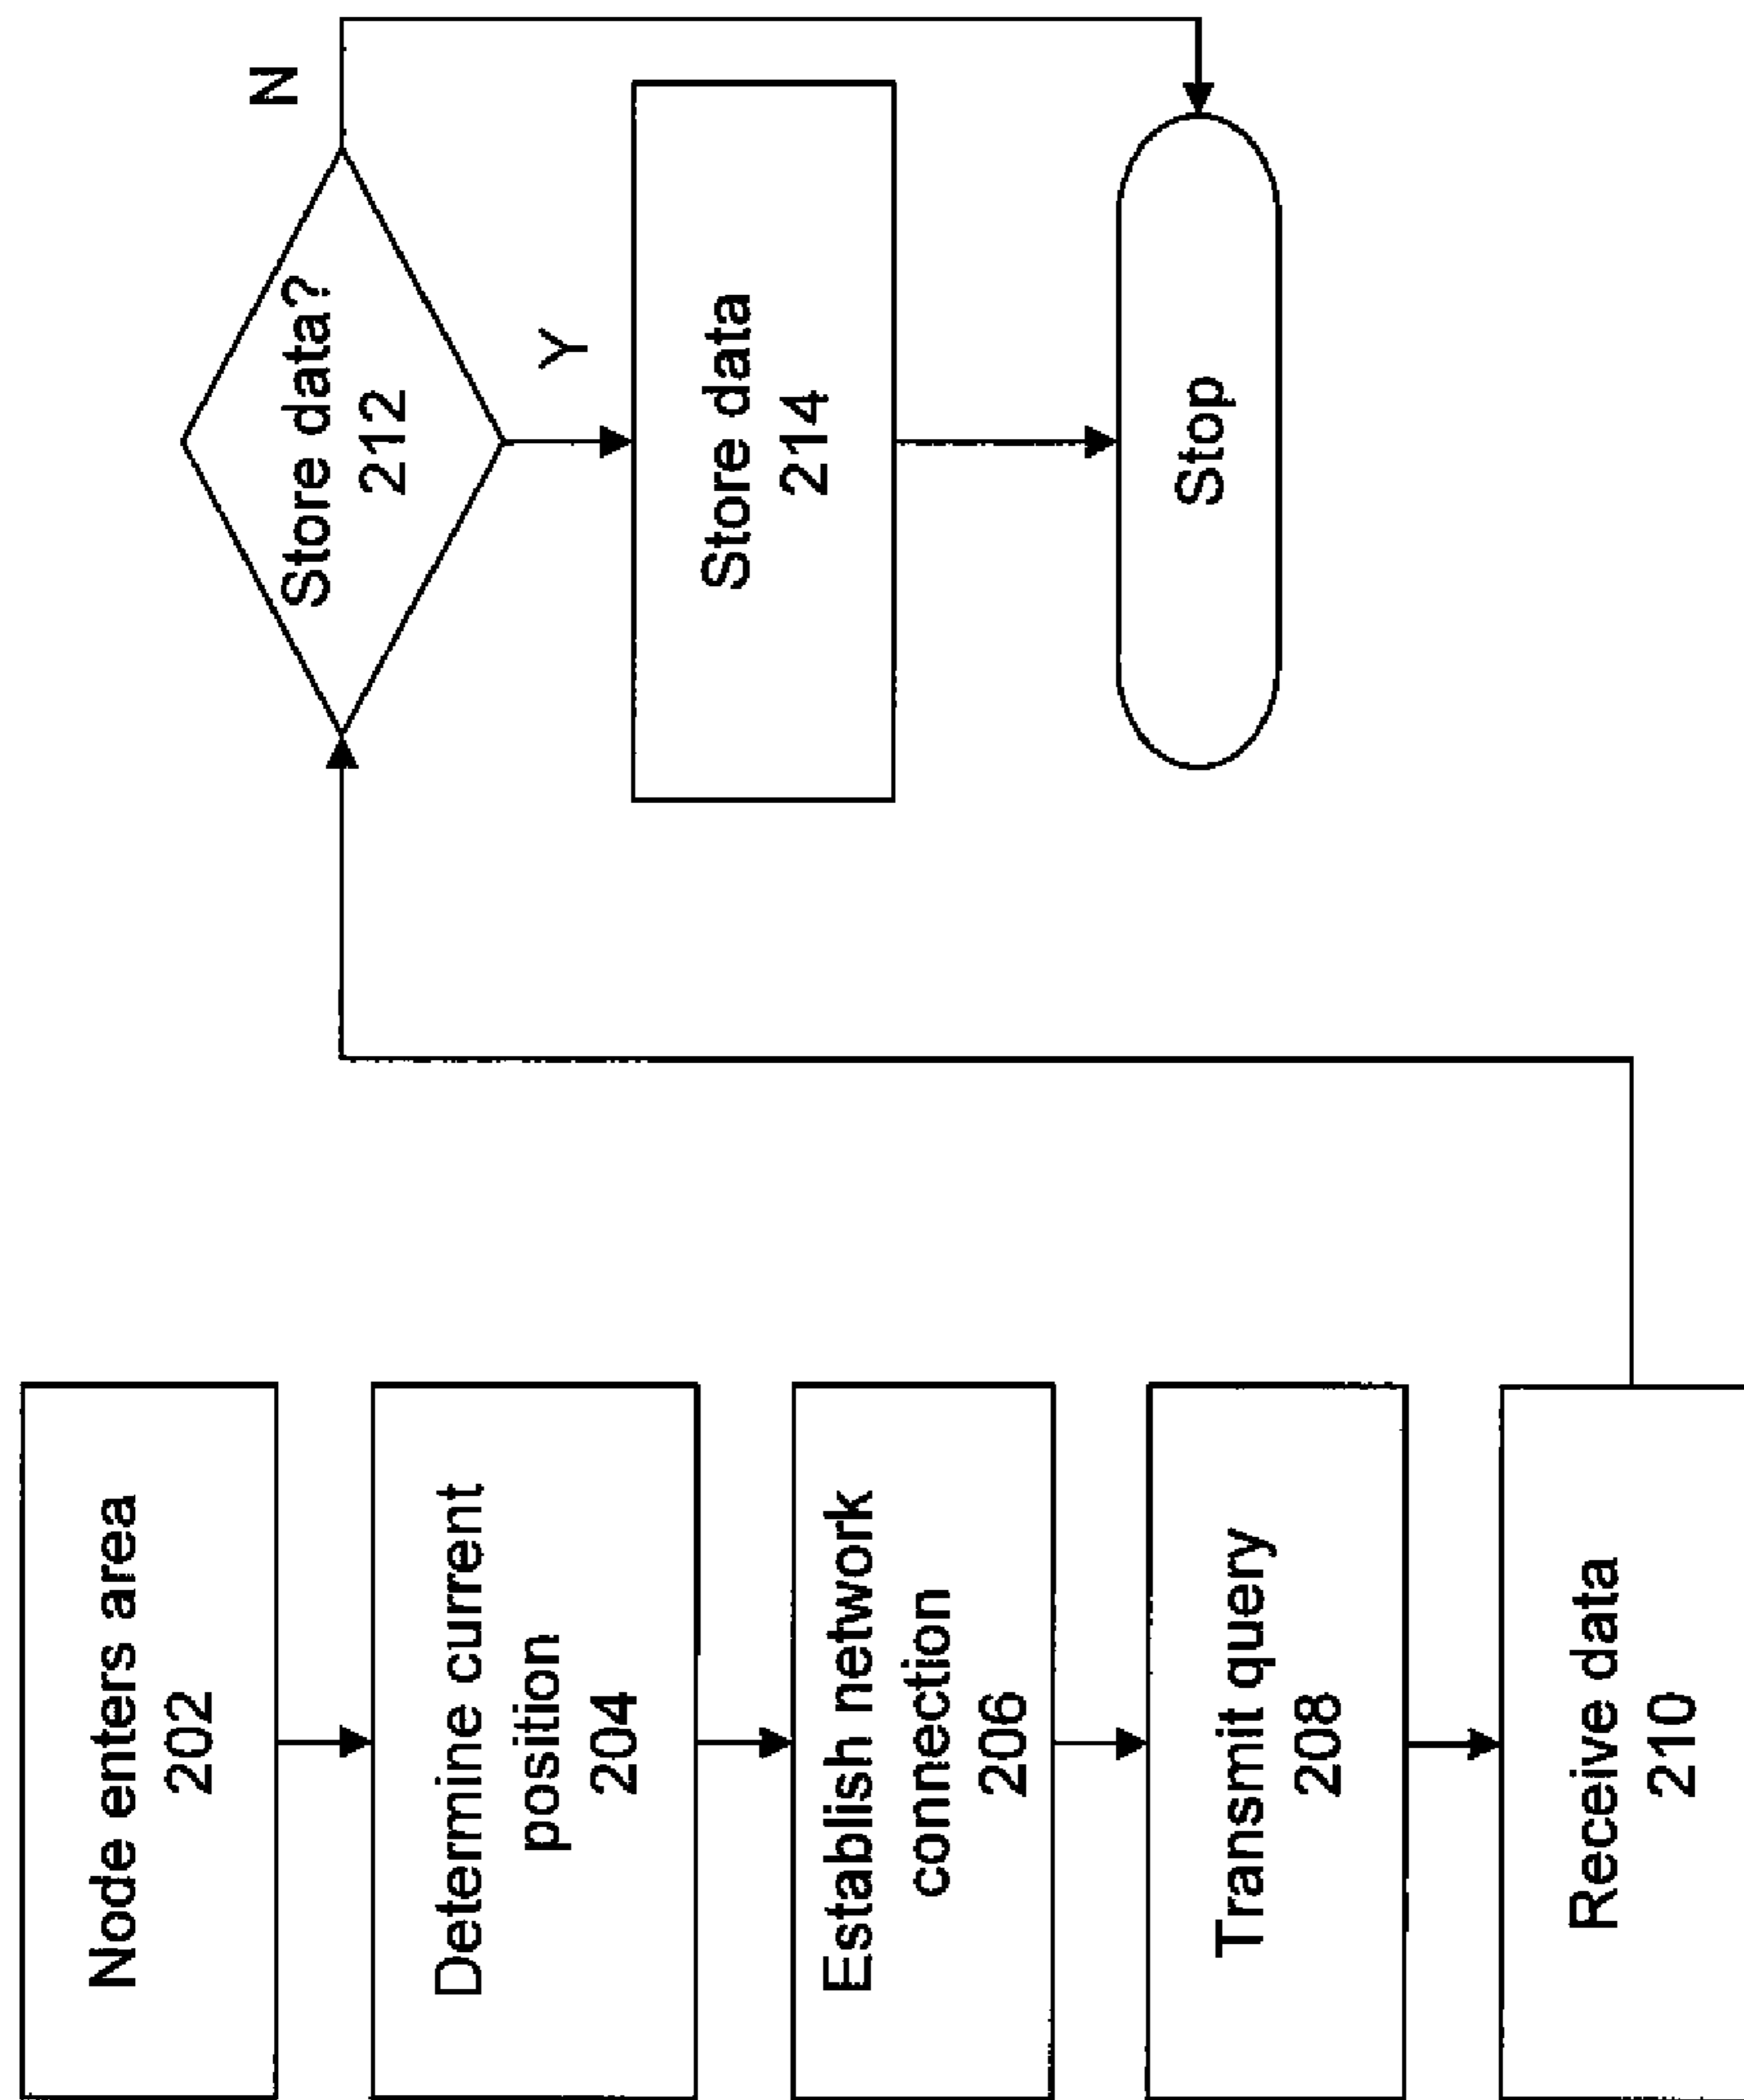 Node enters area
202
Determine current
position
204
Establish network
connection
206
Transmit query
208
Receive data
210
Store data?
212
N
Y
Store data
214
Stop